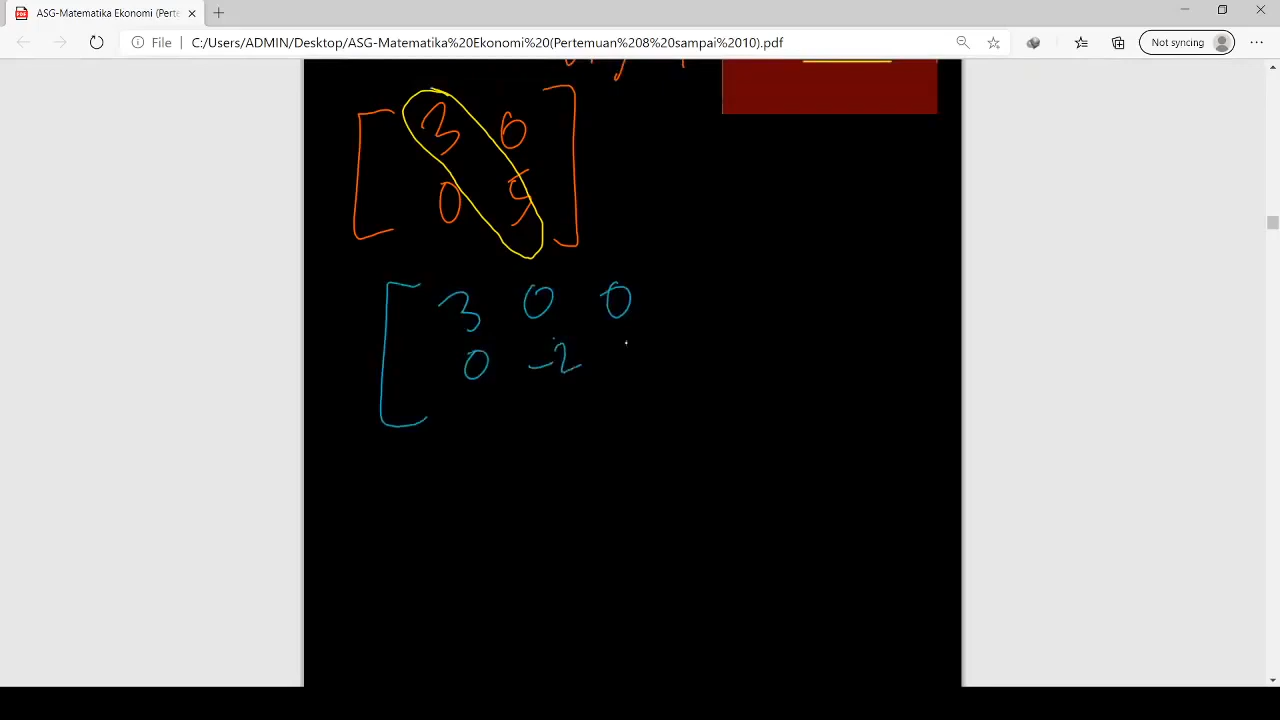 ASG-Matematika Ekonomi (Perte
File
C:/Users/ADMIN/Desktop/ASG-Matematika%20Ekonomi%20(Pertemuan%208%20sampai%2010).pdf
Not syncing
3 0
0 5
3 0 0
0 -2